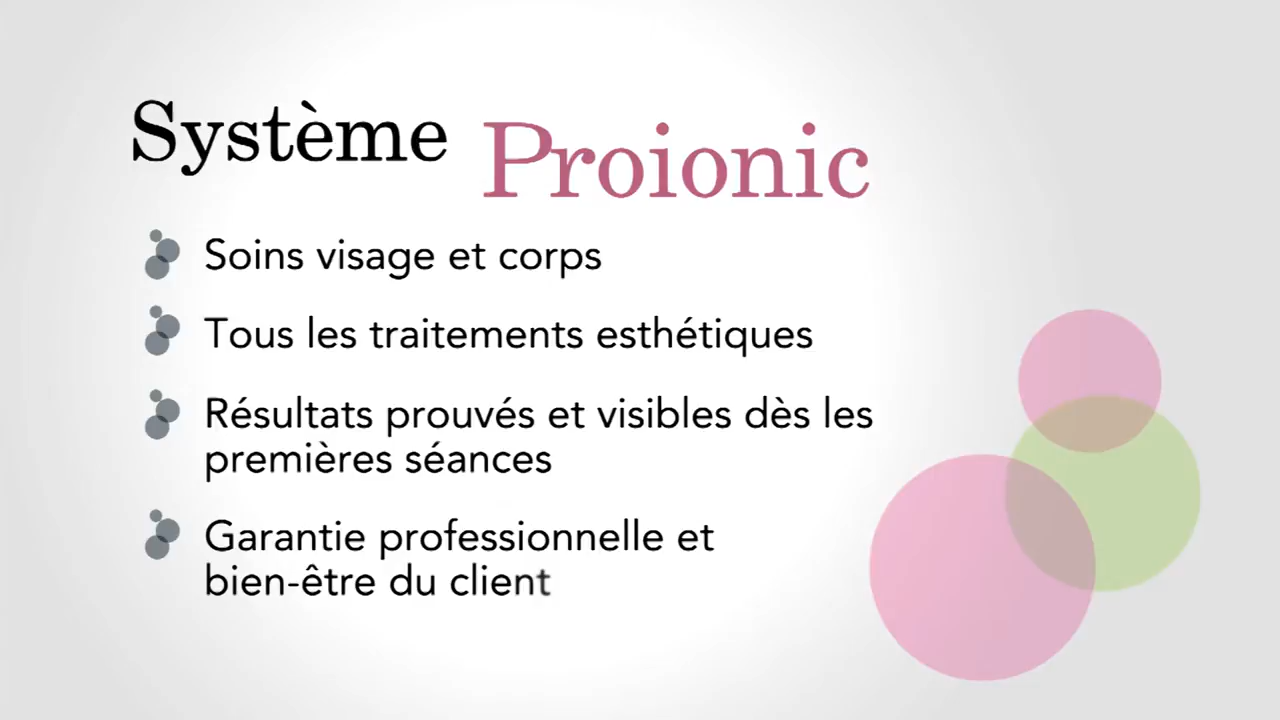 Système Proionic
Soins visage et corps
Tous les traitements esthétiques
Résultats prouvés et visibles dès les
premières séances
Garantie professionnelle et
bien-être du client